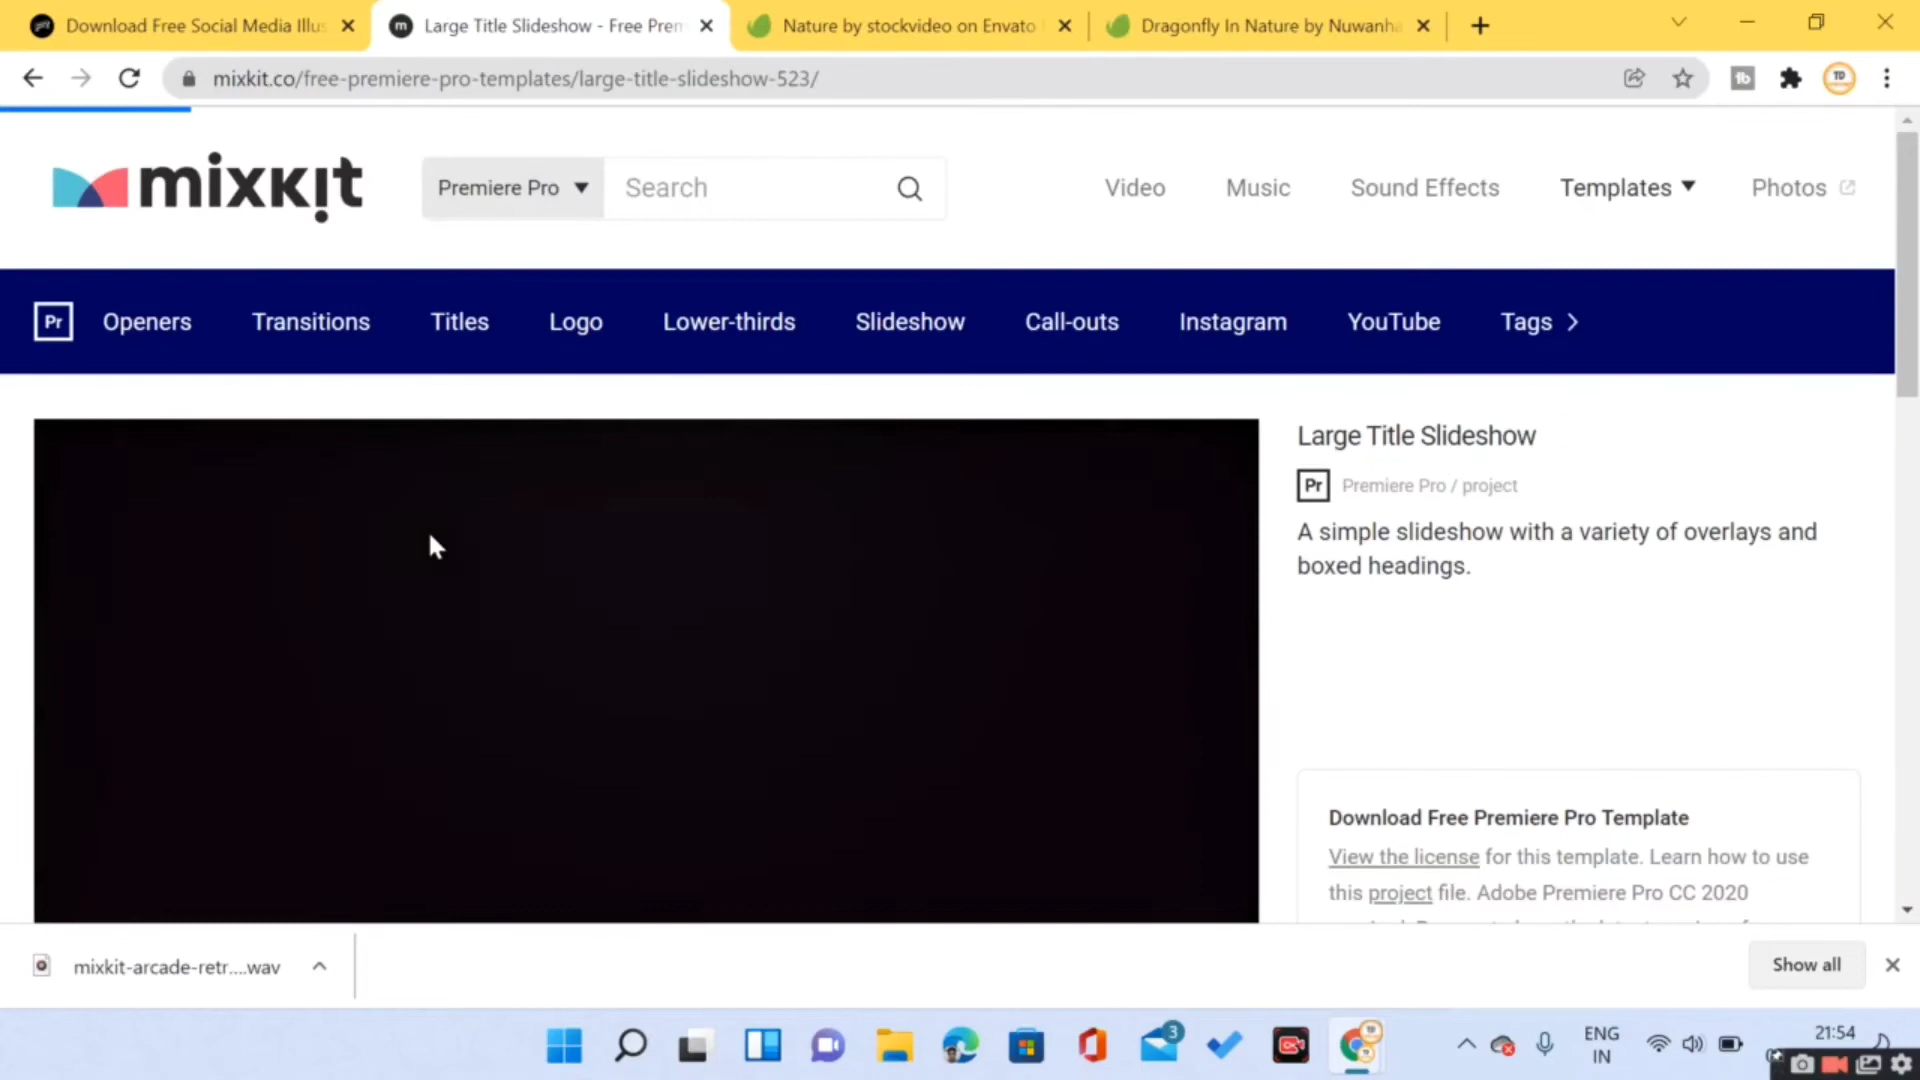 Download Free Social Media Illus
Large Title Slideshow - Free Prem
Nature by stockvideo on Envato
Dragonfly In Nature by Nuwanha
mixkit.co/free-premiere-pro-templates/large-title-slideshow-523/
mixkit
Premiere Pro
Search
Video
Music
Sound Effects
Templates
Photos
Pr
Openers
Transitions
Titles
Logo
Lower-thirds
Slideshow
Call-outs
Instagram
YouTube
Tags
Large Title Slideshow
Pr Premiere Pro / project
A simple slideshow with a variety of overlays and
boxed headings.
Download Free Premiere Pro Template
View the license for this template. Learn how to use
this project file. Adobe Premiere Pro CC 2020
mixkit-arcade-retr....wav
Show all
3
ENG
IN
21:54